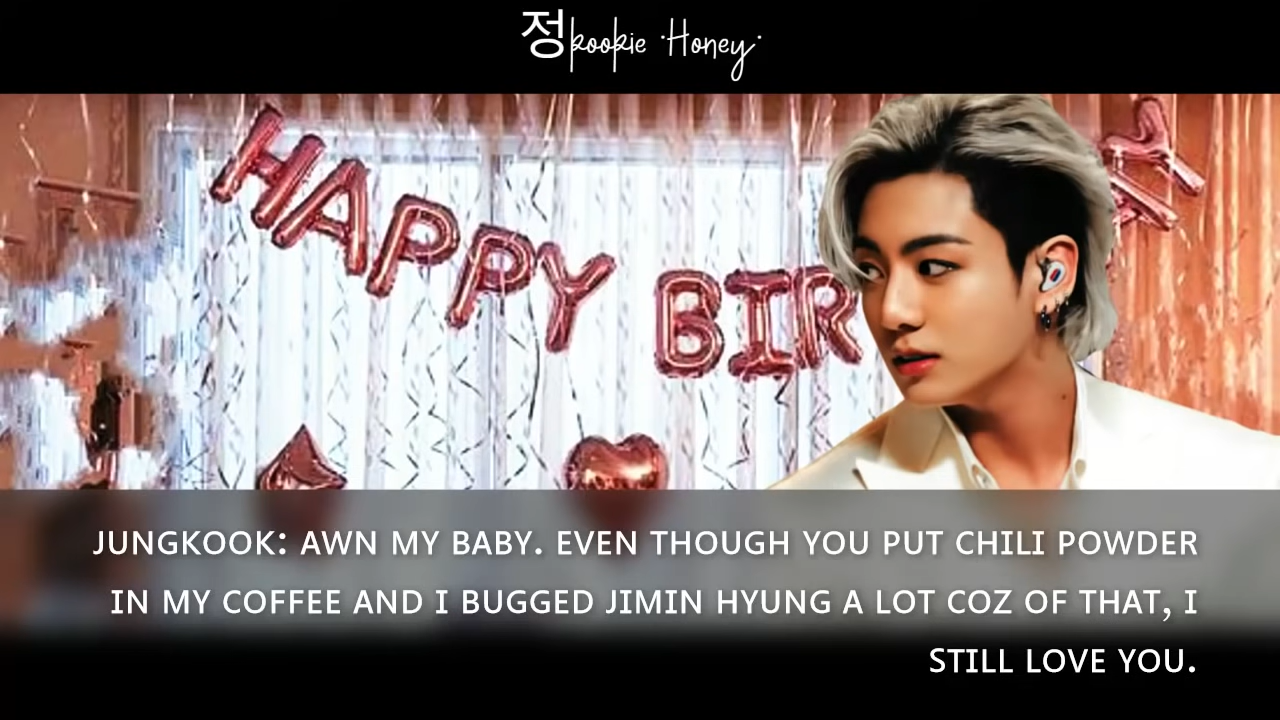 정kookie Honey
HAPPY BIR Y
JUNGKOOK: AWN MY BABY. EVEN THOUGH YOU PUT CHILI POWDER
IN MY COFFEE AND I BUGGED JIMIN HYUNG A LOT COZ OF THAT, I
STILL LOVE YOU.